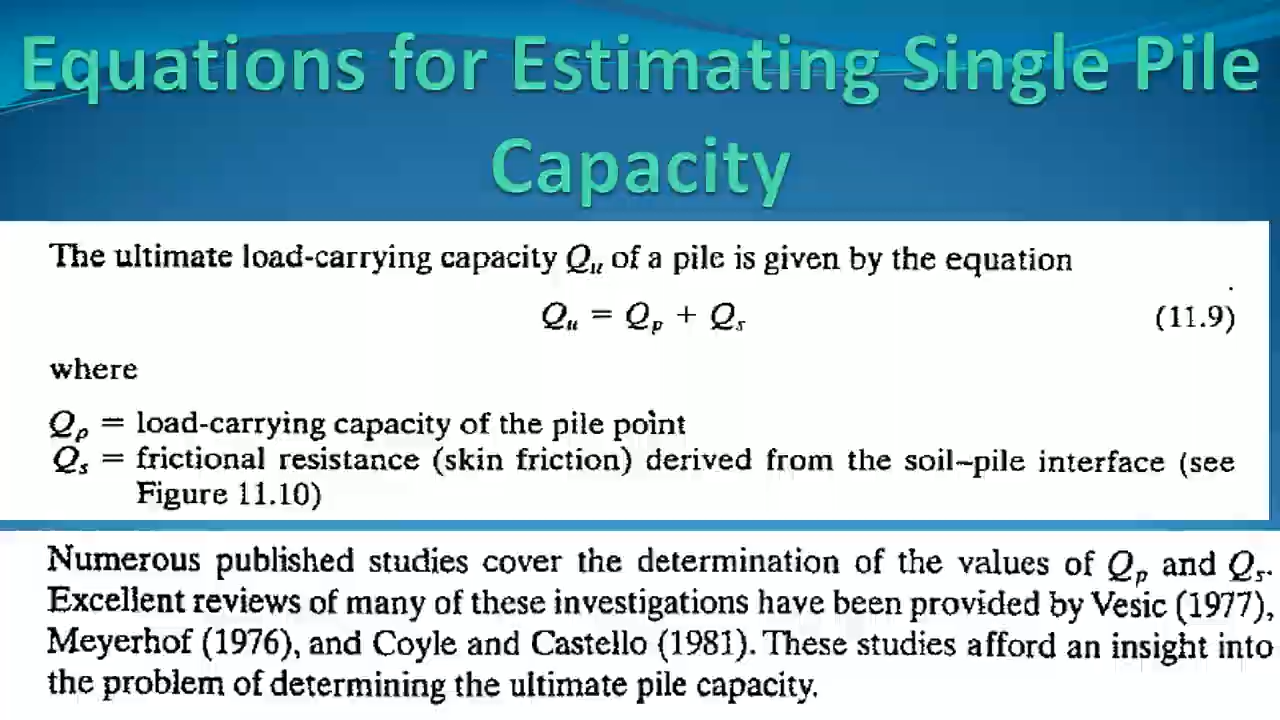 Equations for Estimating Single Pile
Capacity
The ultimate load-carrying capacity Qu of a pile is given by the equation
Qu = Qp + Qs (11.9)
where
Qp = load-carrying capacity of the pile point
Qs = frictional resistance (skin friction) derived from the soil–pile interface (see
Figure 11.10)
Numerous published studies cover the determination of the values of Qp and Qs.
Excellent reviews of many of these investigations have been provided by Vesic (1977),
Meyerhof (1976), and Coyle and Castello (1981). These studies afford an insight into
the problem of determining the ultimate pile capacity.